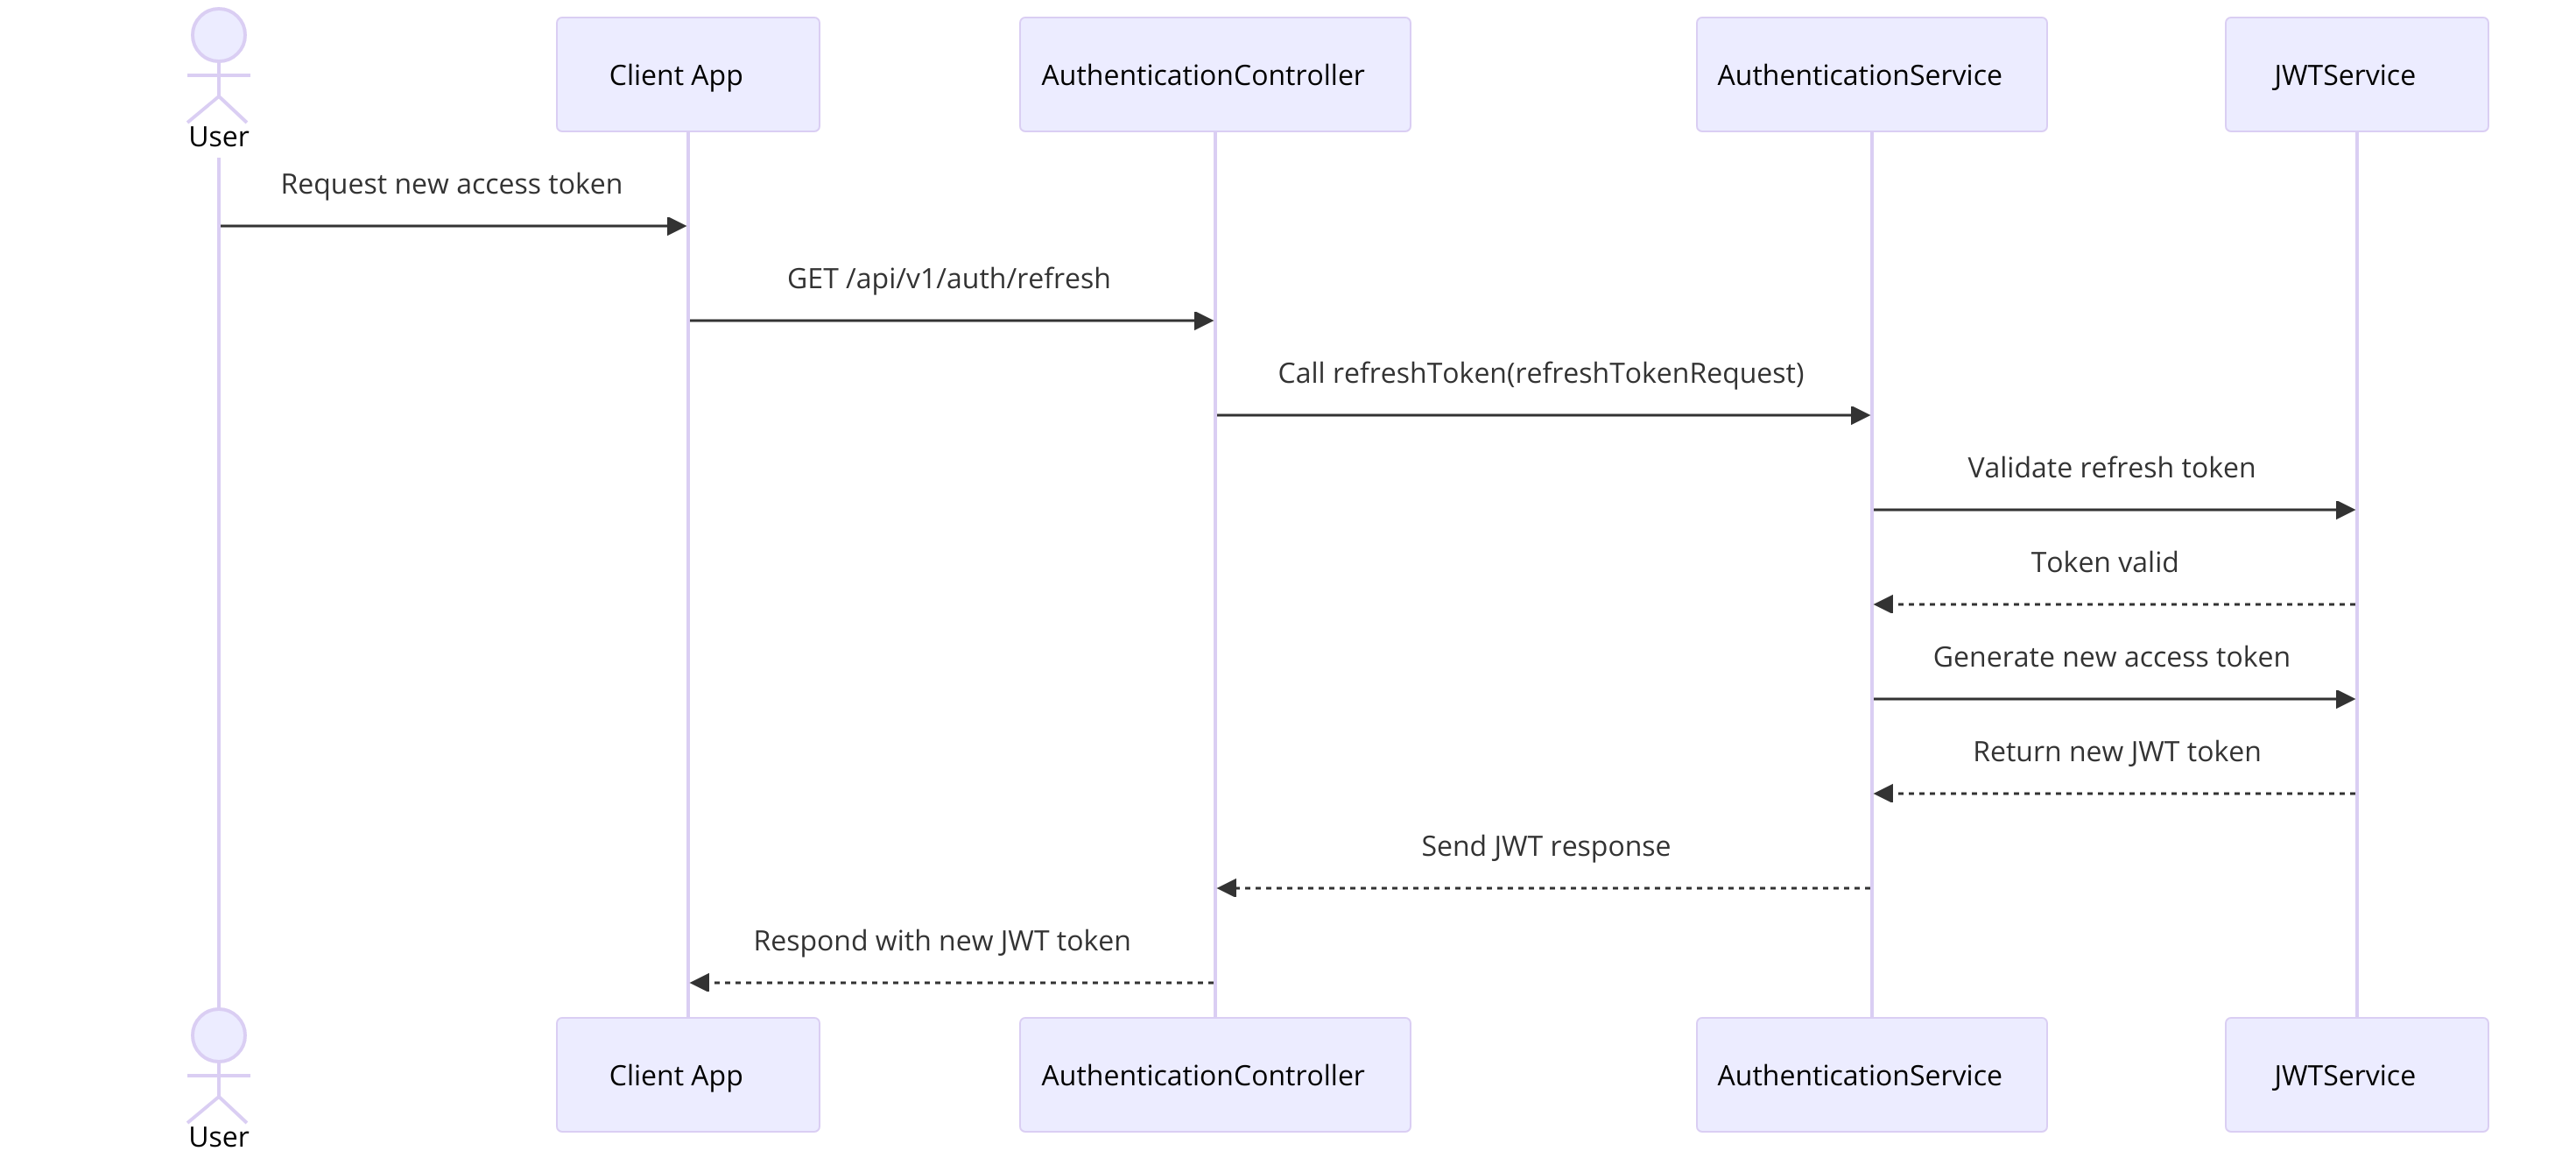 User
Client App
AuthenticationController
AuthenticationService
JWTService
Request new access token
GET /api/v1/auth/refresh
Call refreshToken(refreshTokenRequest)
Validate refresh token
Token valid
Generate new access token
Return new JWT token
Send JWT response
Respond with new JWT token
User
Client App
AuthenticationController
AuthenticationService
JWTService